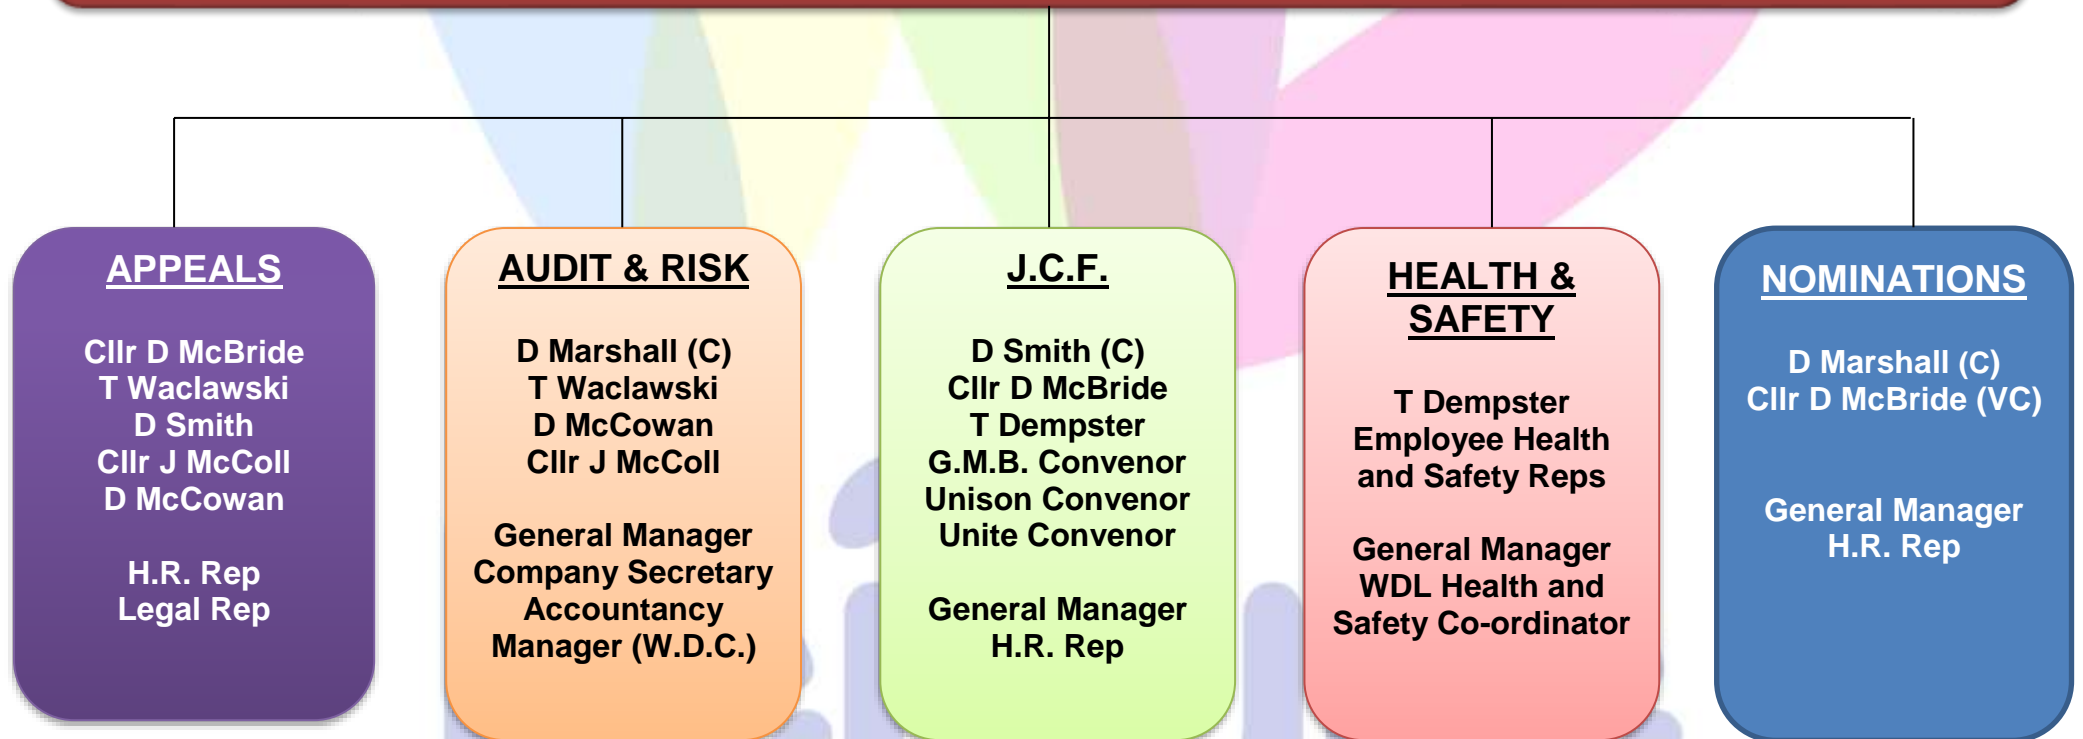 APPEALS
Cllr D McBride
T Waclawski
D Smith
Cllr J McColl
D McCowan
H.R. Rep
Legal Rep
AUDIT & RISK
D Marshall (C)
T Waclawski
D McCowan
Cllr J McColl
General Manager
Company Secretary
Accountancy
Manager (W.D.C.)
J.C.F.
D Smith (C)
Cllr D McBride
T Dempster
G.M.B. Convenor
Unison Convenor
Unite Convenor
General Manager
H.R. Rep
HEALTH &
SAFETY
T Dempster
Employee Health
and Safety Reps
General Manager
WDL Health and
Safety Co-ordinator
NOMINATIONS
D Marshall (C)
Cllr D McBride (VC)
General Manager
H.R. Rep